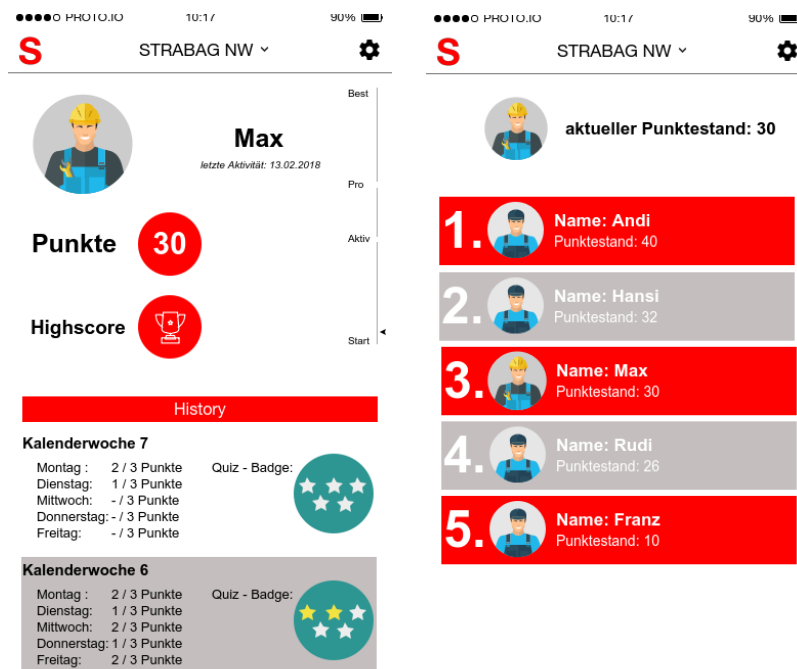 PROTO.IO 10:17 90%
S STRABAG NW
Best
Max
letzte Aktivität: 13.02.2018
Pro
Punkte 30
Aktiv
Highscore
Start
History
Kalenderwoche 7
Montag : 2 / 3 Punkte Quiz - Badge:
Dienstag: 1 / 3 Punkte
Mittwoch: - / 3 Punkte
Donnerstag: - / 3 Punkte
Freitag: - / 3 Punkte
Kalenderwoche 6
Montag : 2 / 3 Punkte Quiz - Badge:
Dienstag: 1 / 3 Punkte
Mittwoch: 2 / 3 Punkte
Donnerstag: 1 / 3 Punkte
Freitag: 2 / 3 Punkte
PROTO.IO 10:17 90%
S STRABAG NW
aktueller Punktestand: 30
1. Name: Andi
Punktestand: 40
2. Name: Hansi
Punktestand: 32
3. Name: Max
Punktestand: 30
4. Name: Rudi
Punktestand: 26
5. Name: Franz
Punktestand: 10